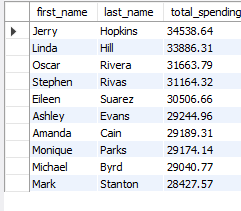 first_name last_name total_spending
Jerry Hopkins 34538.64
Linda Hill 33886.31
Oscar Rivera 31663.79
Stephen Rivas 31164.32
Eileen Suarez 30506.66
Ashley Evans 29244.96
Amanda Cain 29189.31
Monique Parks 29174.14
Michael Byrd 29040.77
Mark Stanton 28427.57